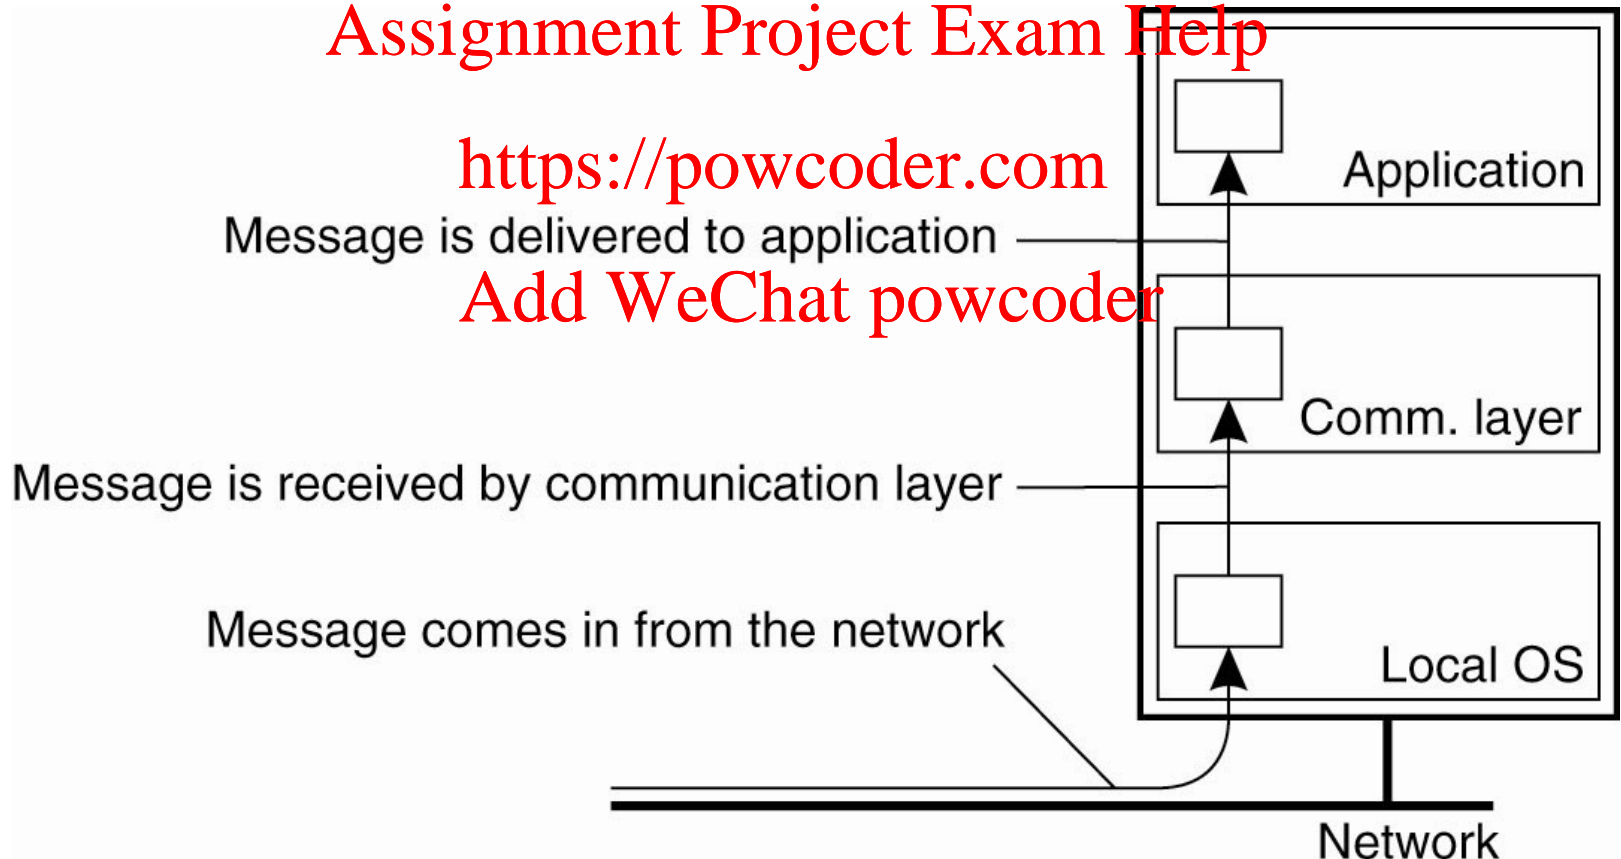 Assignment Project Exam Help
https://powcoder.com
Application
Message is delivered to application
Add WeChat powcoder
Comm. layer
Message is received by communication layer
Message comes in from the network
Local OS
Network